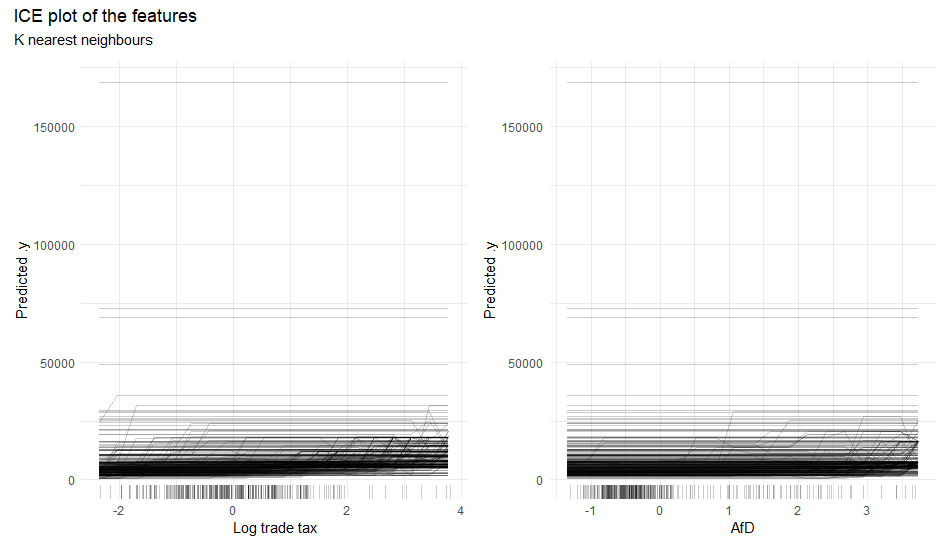 ICE plot of the features
K nearest neighbours
Predicted .y
150000
100000
50000
0
-2
0
2
4
Log trade tax
Predicted .y
150000
100000
50000
0
-1
0
1
2
3
AfD